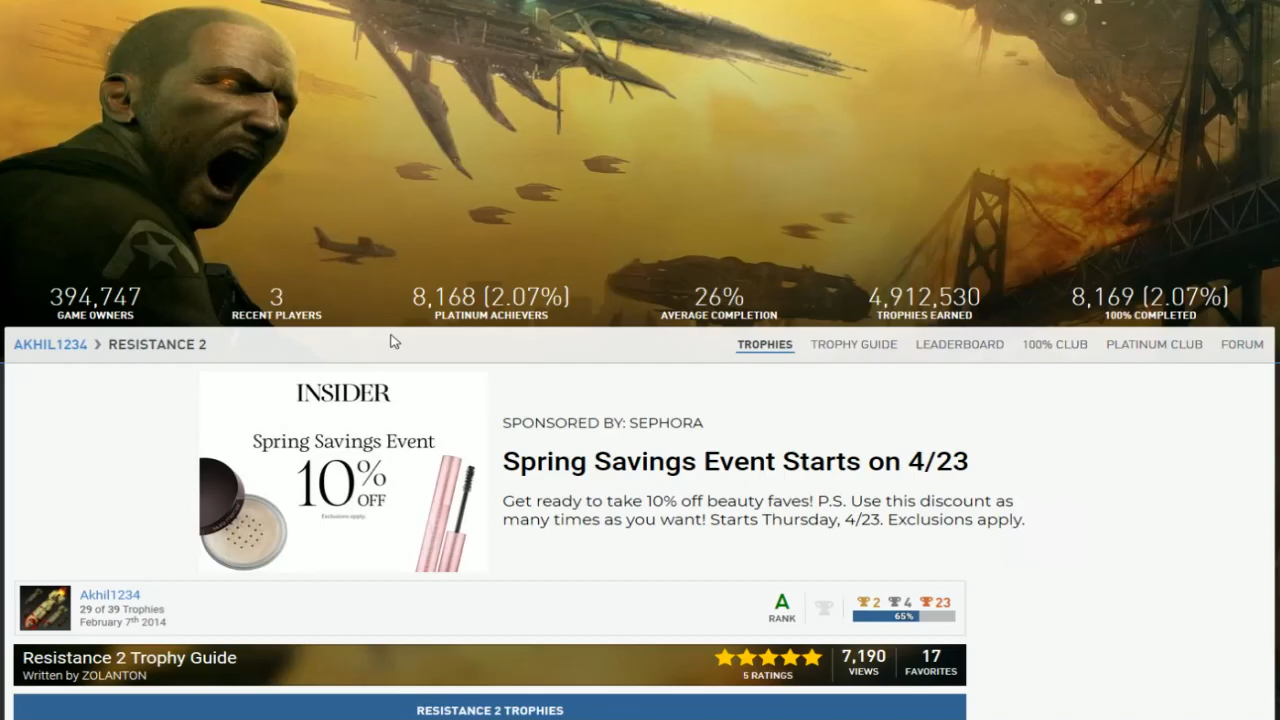 394,747
GAME OWNERS
3
RECENT PLAYERS
8,168 (2.07%)
PLATINUM ACHIEVERS
26%
AVERAGE COMPLETION
4,912,530
TROPHIES EARNED
8,169 (2.07%)
100% COMPLETED
AKHIL1234 > RESISTANCE 2
TROPHIES TROPHY GUIDE LEADERBOARD 100% CLUB PLATINUM CLUB FORUM
INSIDER
Spring Savings Event
10% OFF
Exclusions apply.
SPONSORED BY: SEPHORA
Spring Savings Event Starts on 4/23
Get ready to take 10% off beauty faves! P.S. Use this discount as
many times as you want! Starts Thursday, 4/23. Exclusions apply.
Akhil1234
29 of 39 Trophies
February 7th 2014
A
RANK
2 4 23
65%
Resistance 2 Trophy Guide
Written by ZOLANTON
5 RATINGS
7,190
VIEWS
17
FAVORITES
RESISTANCE 2 TROPHIES